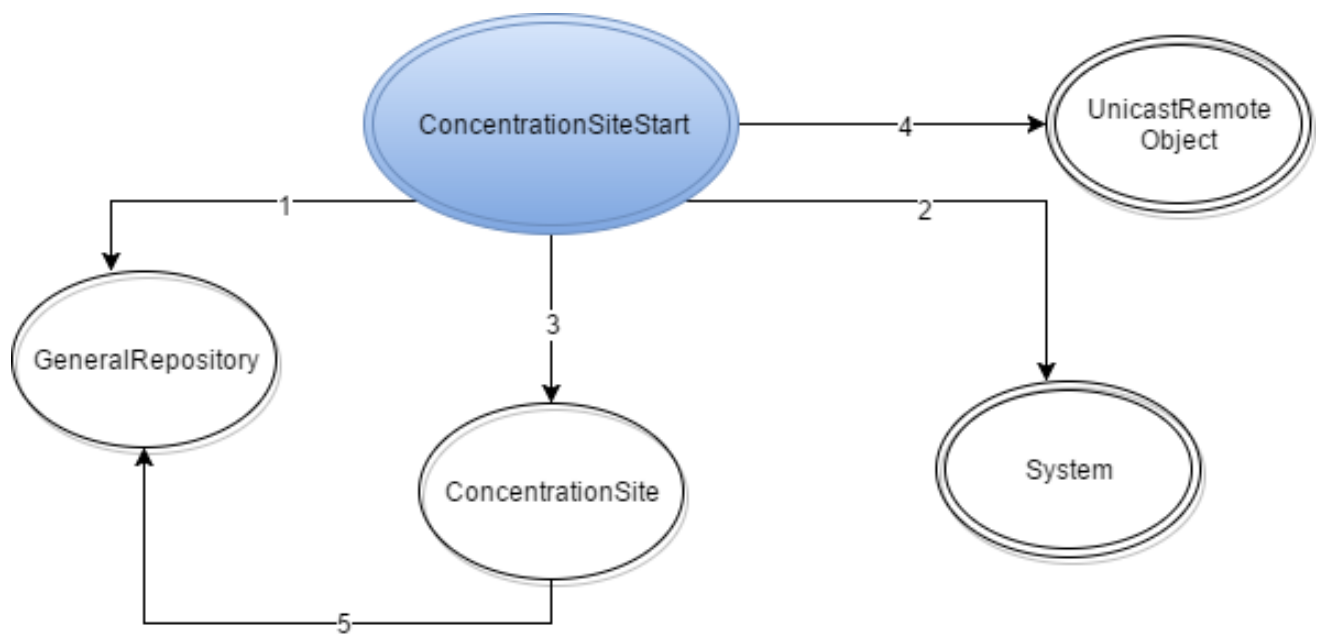 ConcentrationSiteStart
UnicastRemote
Object
4
1
2
3
GeneralRepository
ConcentrationSite
System
5